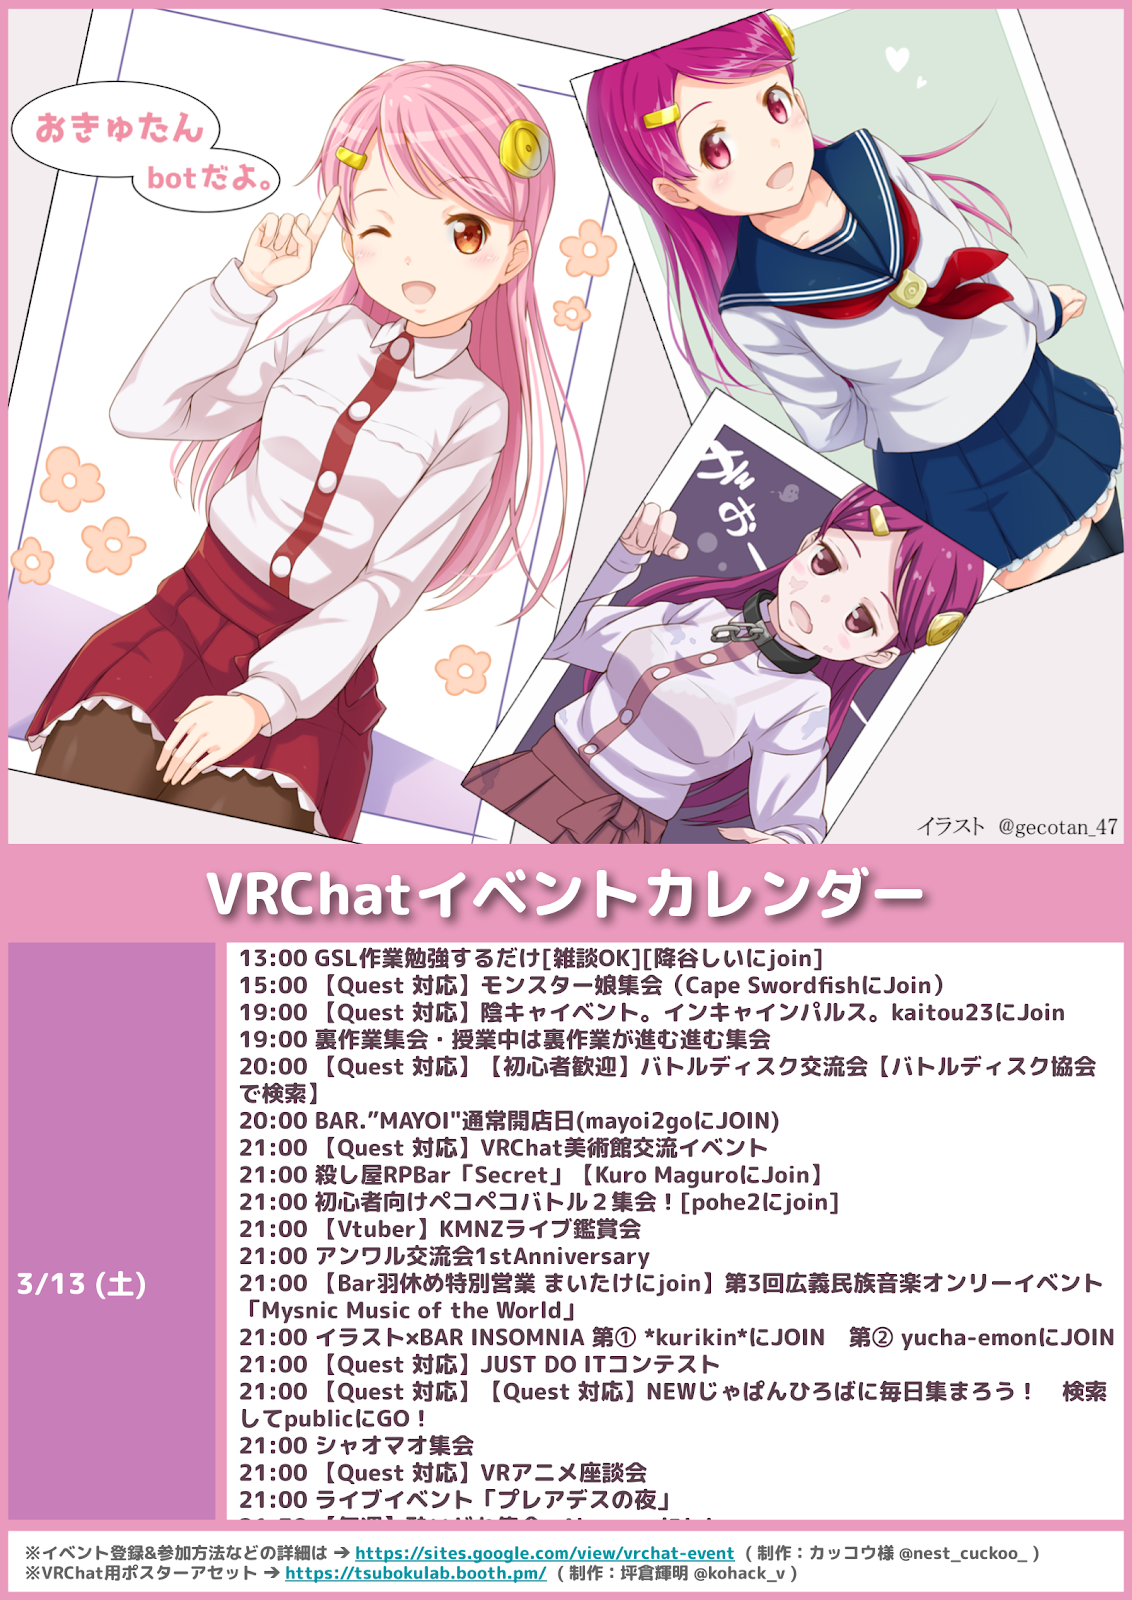 おきゅたん
botだよ。
がおー
イラスト @gecotan_47
VRChatイベントカレンダー
3/13 (土)
13:00 GSL作業勉強するだけ[雑談OK][降谷しいにjoin]
15:00 【Quest 対応】モンスター娘集会（Cape SwordfishにJoin）
19:00 【Quest 対応】陰キャイベント。インキャインパルス。kaitou23にJoin
19:00 裏作業集会・授業中は裏作業が進む進む集会
20:00 【Quest 対応】【初心者歓迎】バトルディスク交流会【バトルディスク協会
で検索】
20:00 BAR.”MAYOI"通常開店日(mayoi2goにJOIN)
21:00 【Quest 対応】VRChat美術館交流イベント
21:00 殺し屋RPBar「Secret」【Kuro MaguroにJoin】
21:00 初心者向けペコペコバトル２集会！[pohe2にjoin]
21:00 【Vtuber】KMNZライブ鑑賞会
21:00 アンワル交流会1stAnniversary
21:00 【Bar羽休め特別営業 まいたけにjoin】第3回広義民族音楽オンリーイベント
「Mysnic Music of the World」
21:00 イラスト×BAR INSOMNIA 第① *kurikin*にJOIN　第② yucha-emonにJOIN
21:00 【Quest 対応】JUST DO ITコンテスト
21:00 【Quest 対応】【Quest 対応】NEWじゃぱんひろばに毎日集まろう！　検索
してpublicにGO！
21:00 シャオマオ集会
21:00 【Quest 対応】VRアニメ座談会
21:00 ライブイベント「プレアデスの夜」
※イベント登録&参加方法などの詳細は → https://sites.google.com/view/vrchat-event （ 制作：カッコウ様 @nest_cuckoo_ ）
※VRChat用ポスターアセット → https://tsubokulab.booth.pm/ （ 制作：坪倉輝明 @kohack_v ）